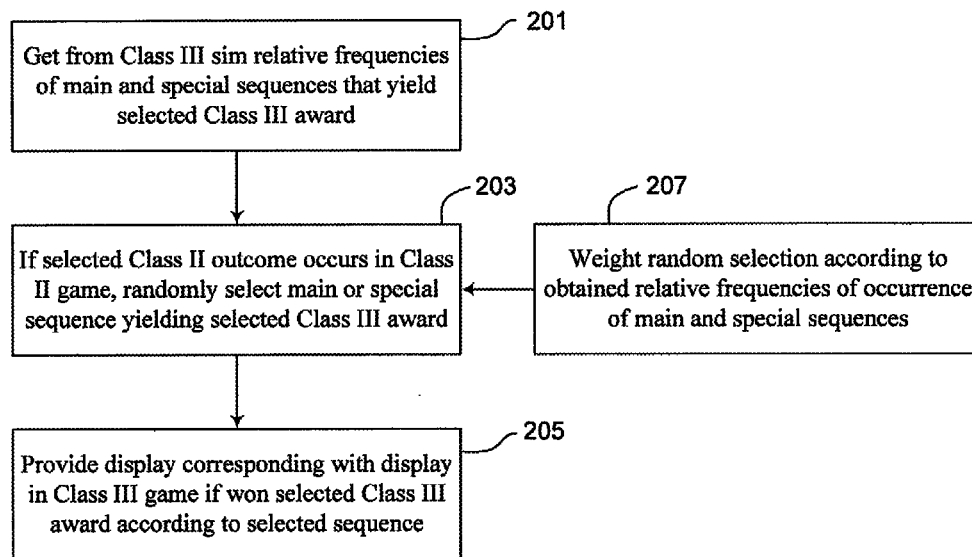 201
Get from Class III sim relative frequencies
of main and special sequences that yield
selected Class III award
203
If selected Class II outcome occurs in Class
II game, randomly select main or special
sequence yielding selected Class III award
207
Weight random selection according to
obtained relative frequencies of occurrence
of main and special sequences
205
Provide display corresponding with display
in Class III game if won selected Class III
award according to selected sequence